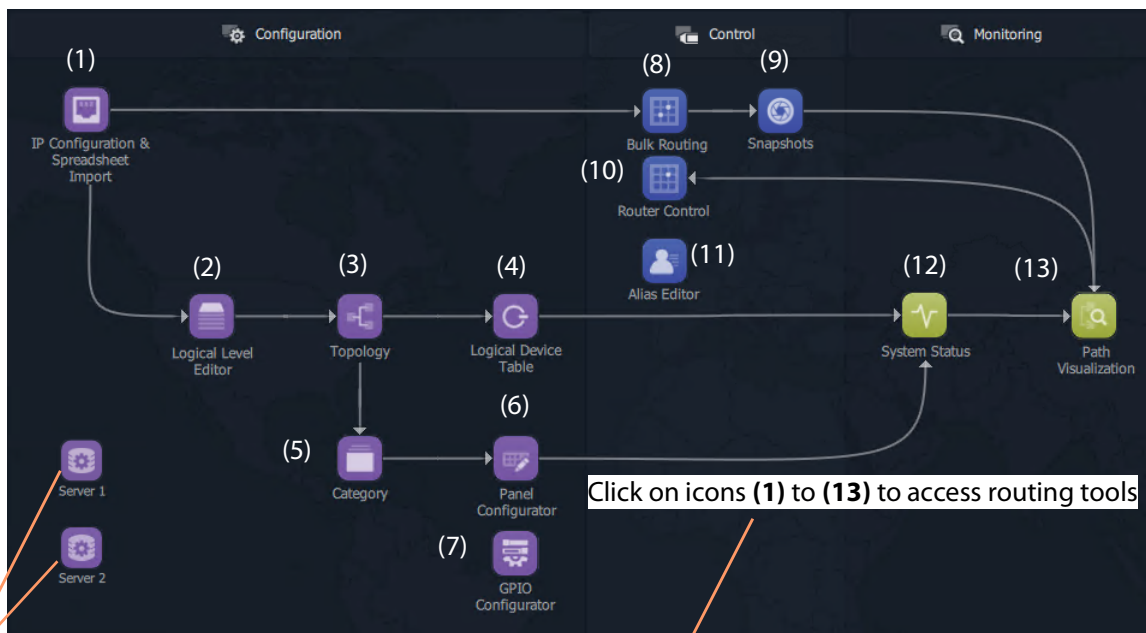 Configuration
Control
Monitoring
(1)
(8)
(9)
IP Configuration &
Spreadsheet
Import
Bulk Routing
Snapshots
(10)
Router Control
(11)
Alias Editor
(2)
(3)
(4)
(12)
(13)
Logical Level
Editor
Topology
Logical Device
Table
System Status
Path
Visualization
(5)
(6)
Category
Panel
Configurator
Click on icons (1) to (13) to access routing tools
Server 1
Server 2
(7)
GPIO
Configurator